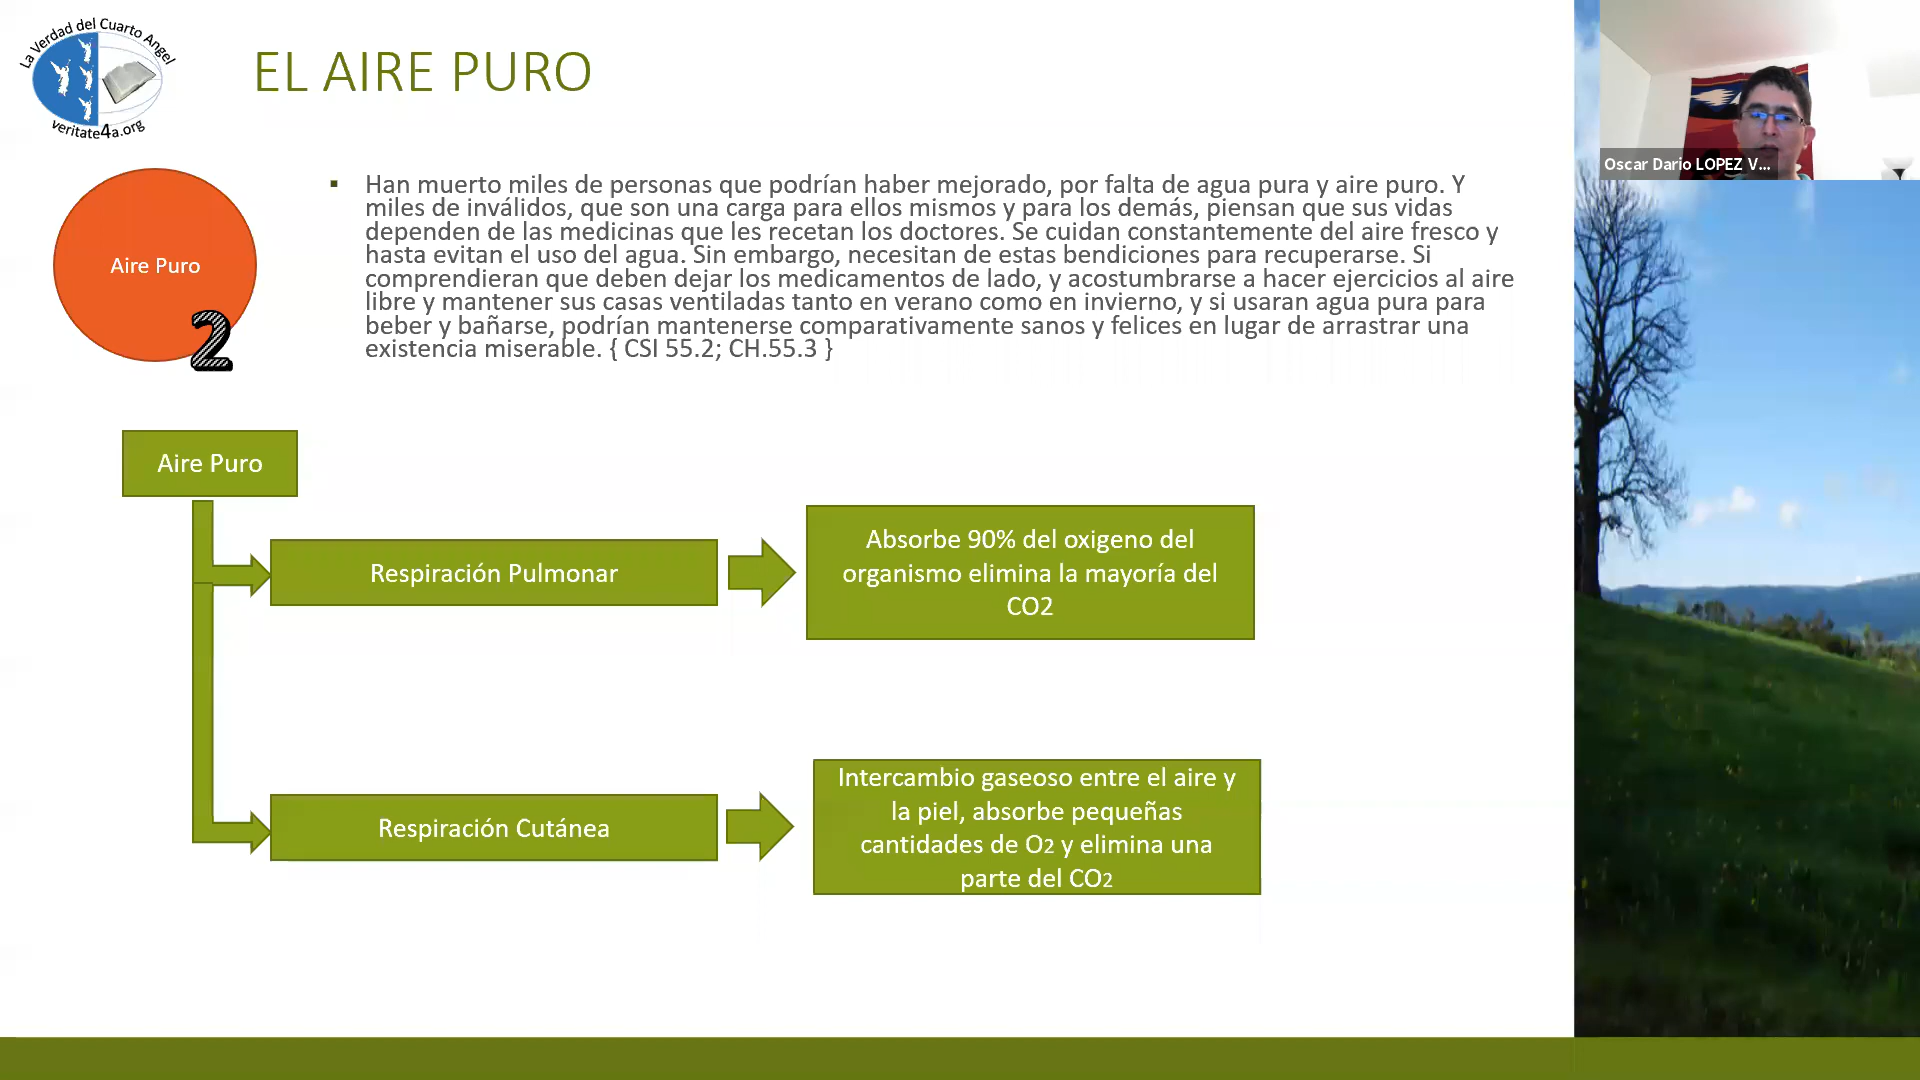 La Verdad del Cuarto Angel
veritate4a.org
EL AIRE PURO
Oscar Dario LOPEZ V...
Aire Puro
2
▪ Han muerto miles de personas que podrían haber mejorado, por falta de agua pura y aire puro. Y
miles de inválidos, que son una carga para ellos mismos y para los demás, piensan que sus vidas
dependen de las medicinas que les recetan los doctores. Se cuidan constantemente del aire fresco y
hasta evitan el uso del agua. Sin embargo, necesitan de estas bendiciones para recuperarse. Si
comprendieran que deben dejar los medicamentos de lado, y acostumbrarse a hacer ejercicios al aire
libre y mantener sus casas ventiladas tanto en verano como en invierno, y si usaran agua pura para
beber y bañarse, podrían mantenerse comparativamente sanos y felices en lugar de arrastrar una
existencia miserable. { CSI 55.2; CH.55.3 }
Aire Puro
Respiración Pulmonar
Absorbe 90% del oxigeno del
organismo elimina la mayoría del
CO2
Respiración Cutánea
Intercambio gaseoso entre el aire y
la piel, absorbe pequeñas
cantidades de O2 y elimina una
parte del CO2